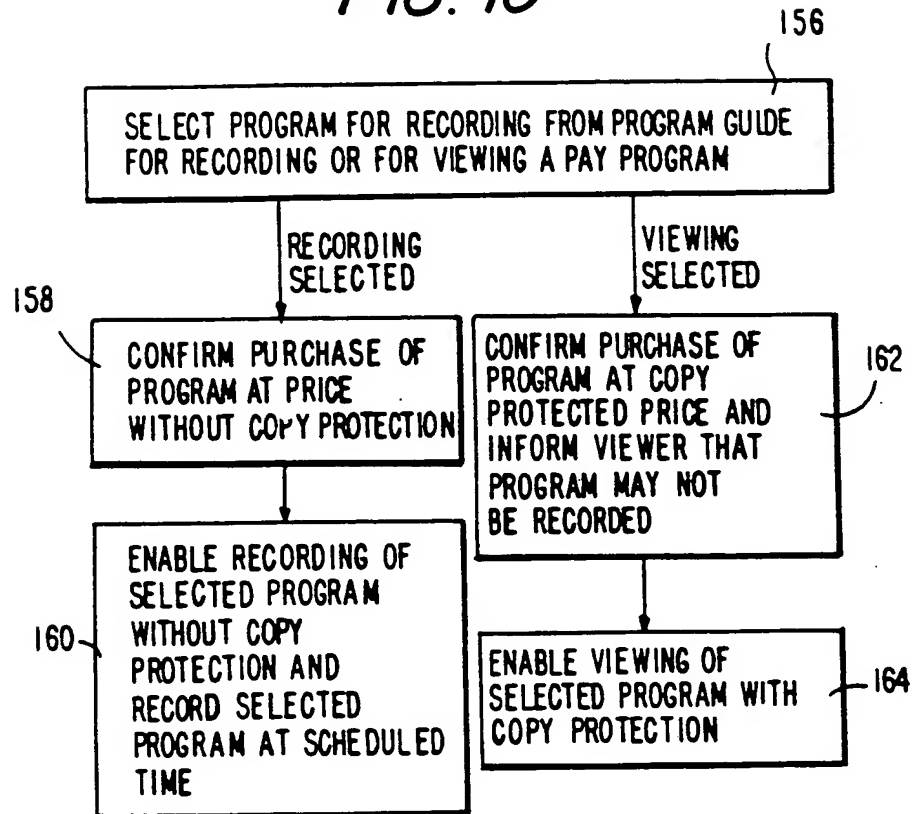 156
SELECT PROGRAM FOR RECORDING FROM PROGRAM GUIDE
FOR RECORDING OR FOR VIEWING A PAY PROGRAM
RECORDING
SELECTED
VIEWING
SELECTED
158
CONFIRM PURCHASE OF
PROGRAM AT PRICE
WITHOUT COPY PROTECTION
CONFIRM PURCHASE OF
PROGRAM AT COPY
PROTECTED PRICE AND
INFORM VIEWER THAT
PROGRAM MAY NOT
BE RECORDED
162
160
ENABLE RECORDING OF
SELECTED PROGRAM
WITHOUT COPY
PROTECTION AND
RECORD SELECTED
PROGRAM AT SCHEDULED
TIME
ENABLE VIEWING OF
SELECTED PROGRAM WITH
COPY PROTECTION
164